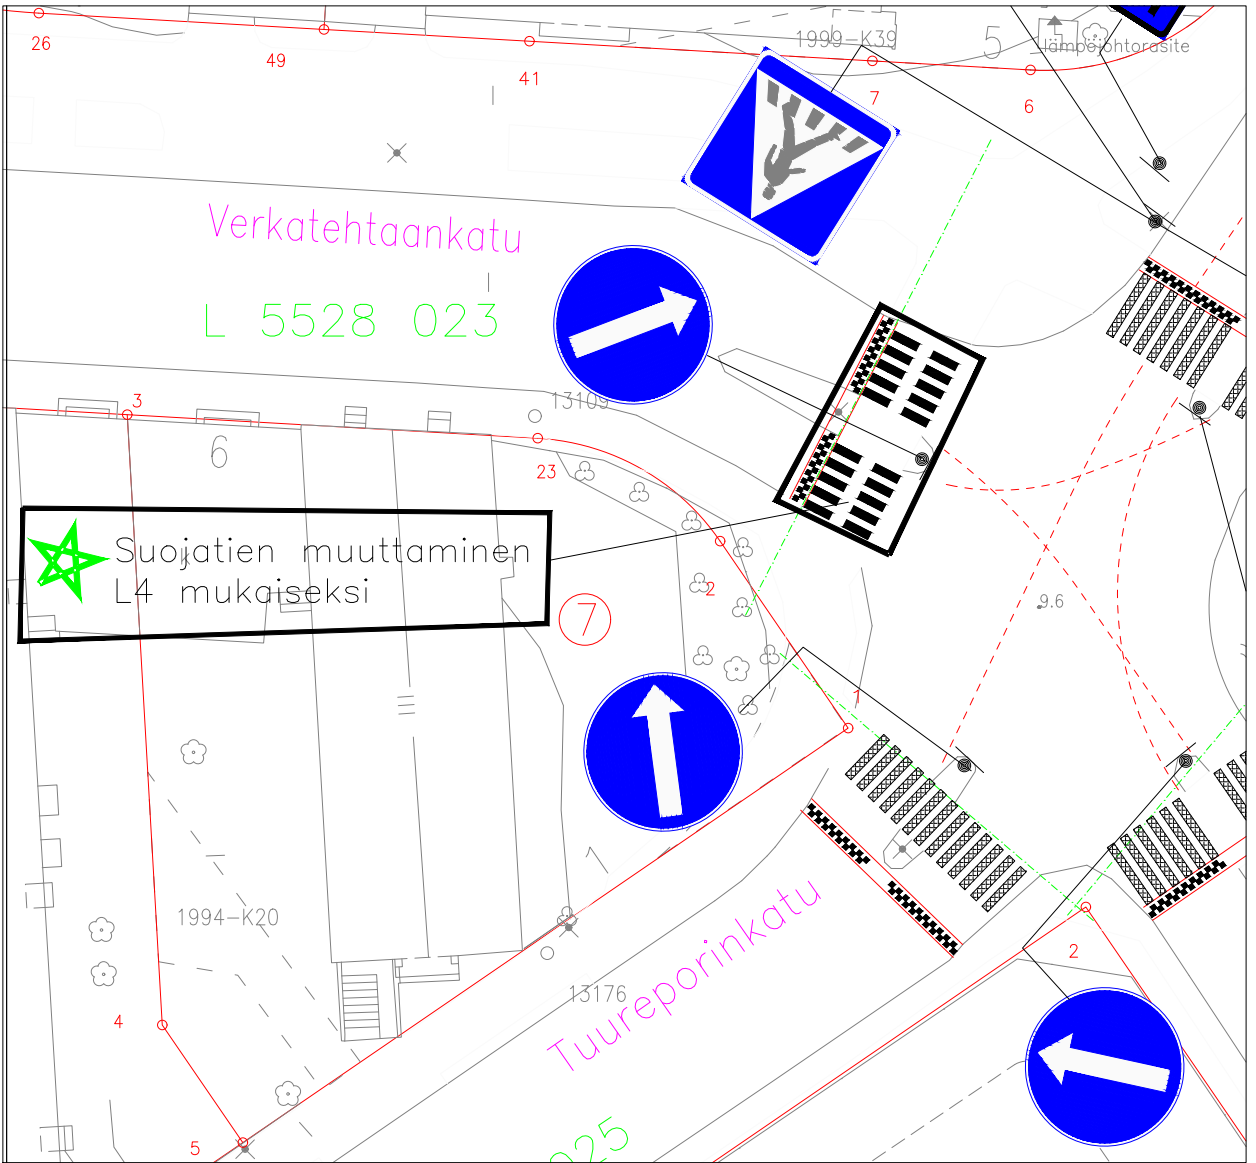 26
49
41
1999-K39
5
lämpöjohtorasite
7
6
Verkatehtaankatu
L 5528 023
3
13109
6
23
Suojatien muuttaminen
L4 mukaiseksi
K
2
7
9.6
III
1
I
1994-K20
2
4
13176
Tuureporinkatu
5
025